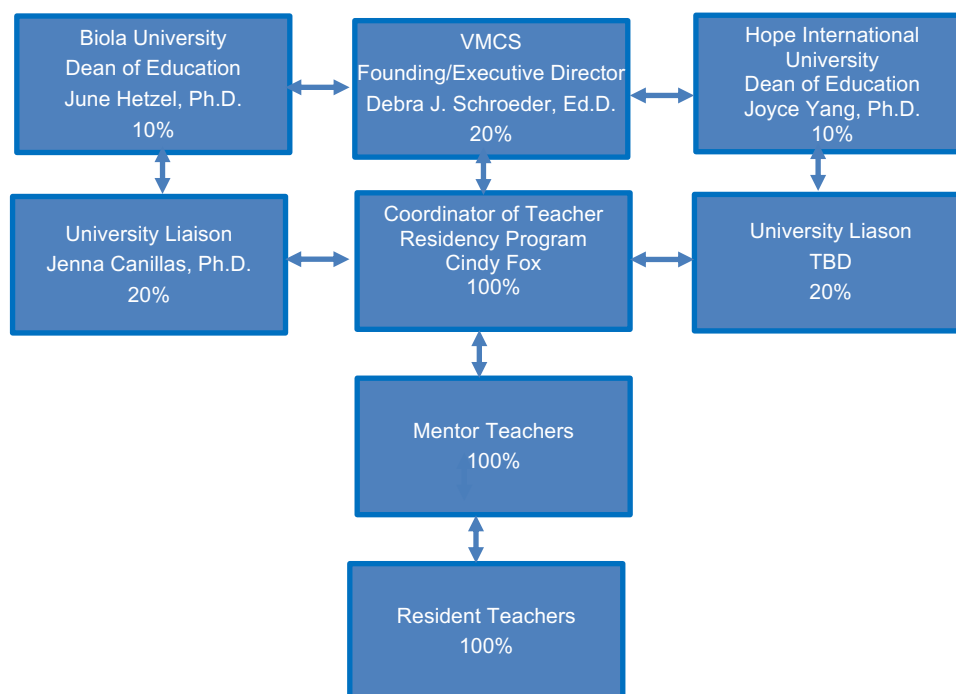 Biola University
Dean of Education
June Hetzel, Ph.D.
10%
VMCS
Founding/Executive Director
Debra J. Schroeder, Ed.D.
20%
Hope International
University
Dean of Education
Joyce Yang, Ph.D.
10%
University Liaison
Jenna Canillas, Ph.D.
20%
Coordinator of Teacher
Residency Program
Cindy Fox
100%
University Liason
TBD
20%
Mentor Teachers
100%
Resident Teachers
100%